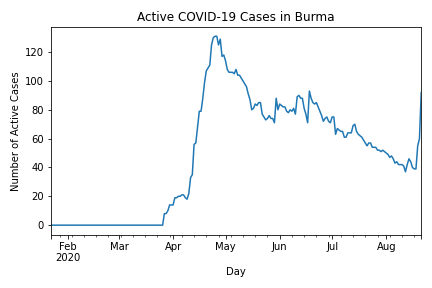 Active COVID-19 Cases in Burma
Number of Active Cases
120
100
80
60
40
20
0
Feb Mar Apr May Jun Jul Aug
2020
Day